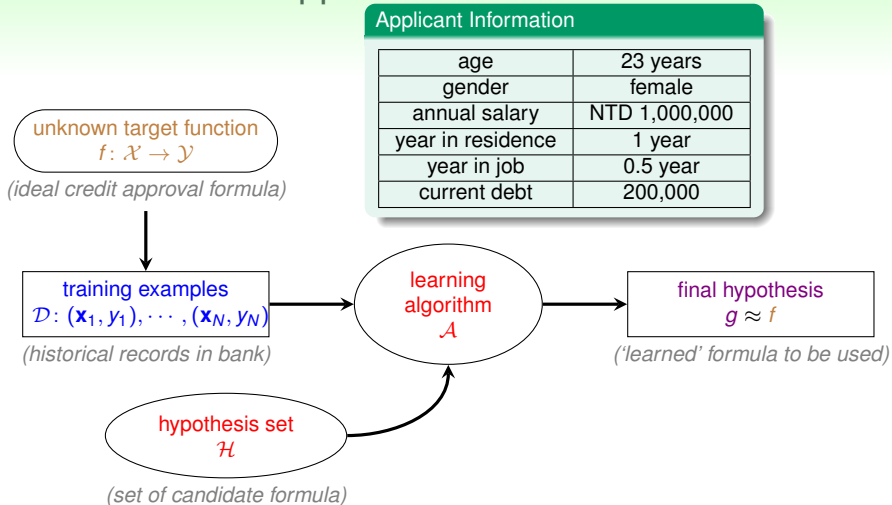 Applicant Information
age 23 years
gender female
annual salary NTD 1,000,000
year in residence 1 year
year in job 0.5 year
current debt 200,000
unknown target function
f : 𝒳 → 𝒴
(ideal credit approval formula)
training examples
𝒟 : (x₁, y₁), ⋯ , (x_N, y_N)
(historical records in bank)
learning
algorithm
𝒜
final hypothesis
g ≈ f
('learned' formula to be used)
hypothesis set
ℋ
(set of candidate formula)